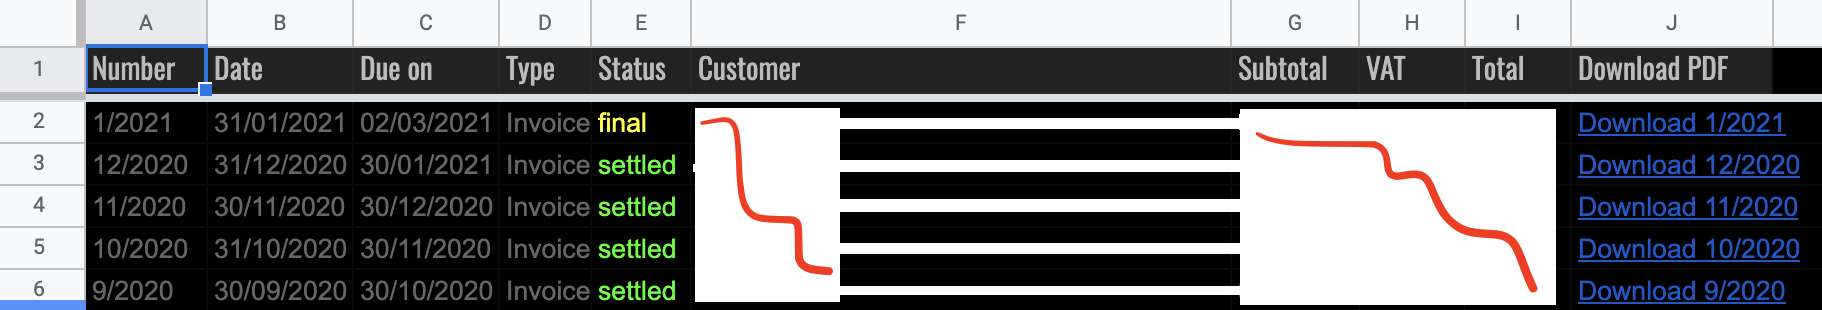 A B C D E F G H I J
1 Number Date Due on Type Status Customer Subtotal VAT Total Download PDF
2 1/2021 31/01/2021 02/03/2021 Invoice final Download 1/2021
3 12/2020 31/12/2020 30/01/2021 Invoice settled Download 12/2020
4 11/2020 30/11/2020 30/12/2020 Invoice settled Download 11/2020
5 10/2020 31/10/2020 30/11/2020 Invoice settled Download 10/2020
6 9/2020 30/09/2020 30/10/2020 Invoice settled Download 9/2020